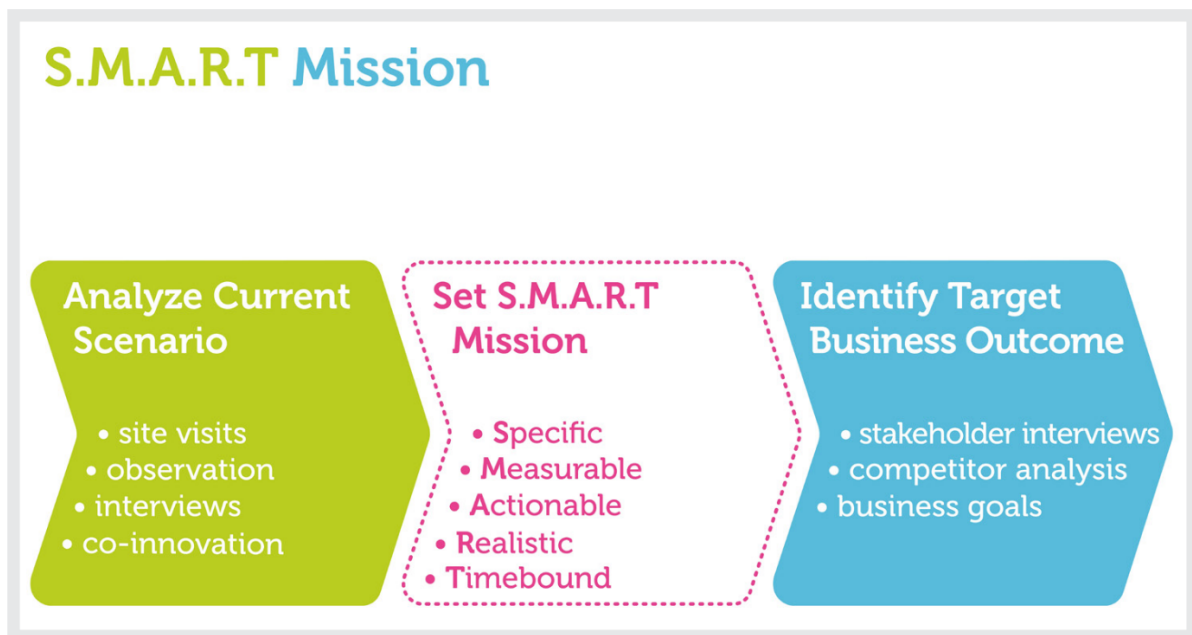 S.M.A.R.T Mission
Analyze Current
Scenario
• site visits
• observation
• interviews
• co-innovation
Set S.M.A.R.T
Mission
• Specific
• Measurable
• Actionable
• Realistic
• Timebound
Identify Target
Business Outcome
• stakeholder interviews
• competitor analysis
• business goals